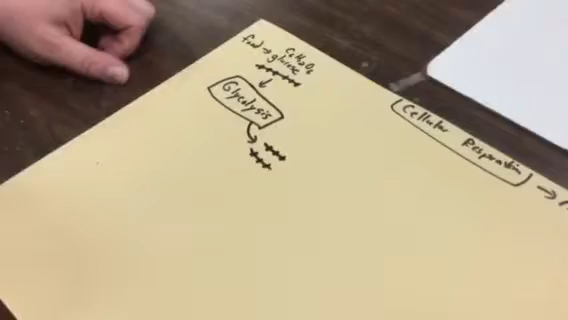 C₆H₁₂O₆
food → glucose
Glycolysis
Cellular Respiration →